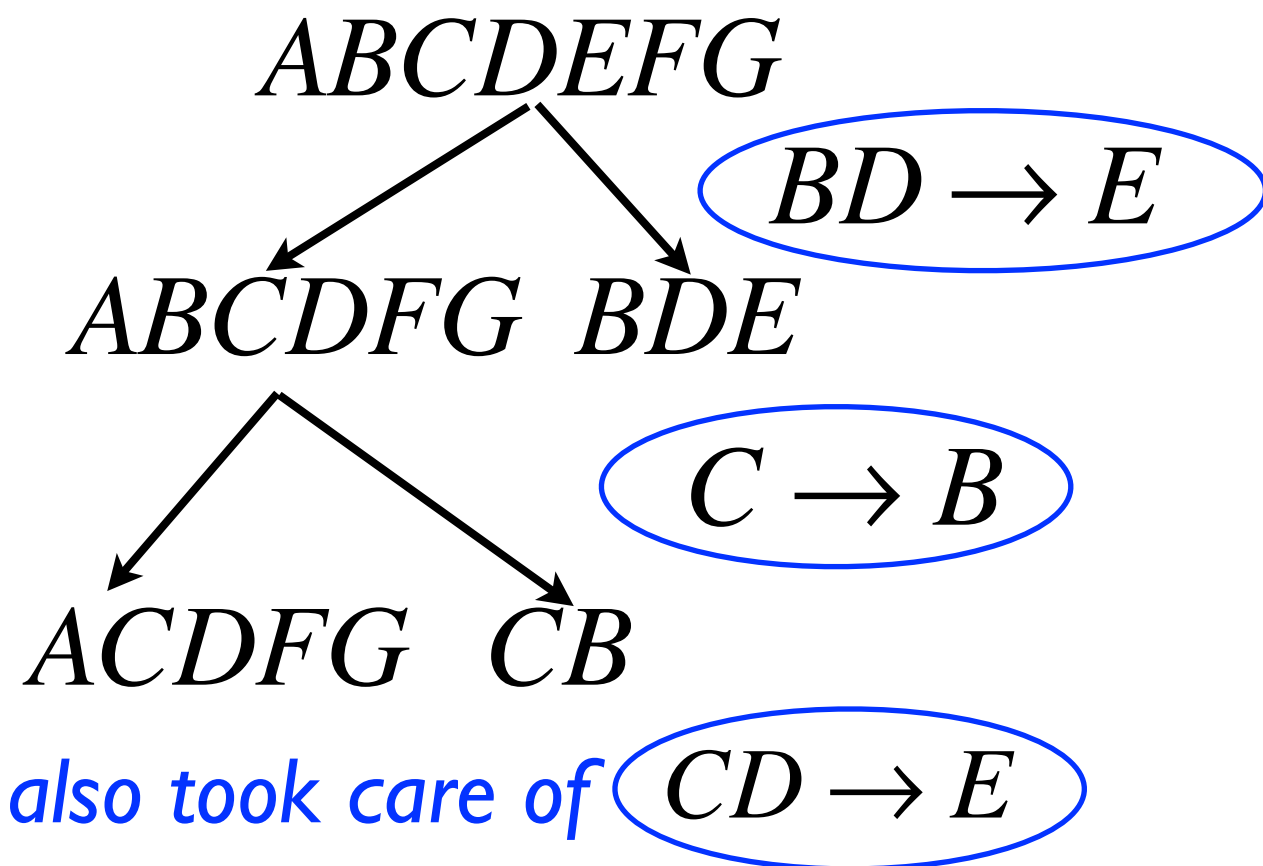 ABCDEFG
BD → E
ABCDFG BDE
C → B
ACDFG CB
also took care of CD → E